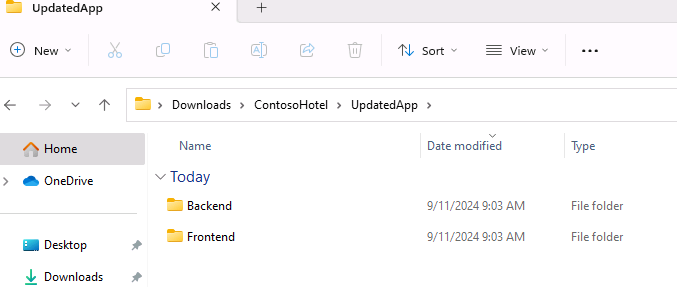 UpdatedApp
New Sort View
Downloads ContosoHotel UpdatedApp
Home
OneDrive
Desktop
Downloads
Name Date modified Type
Today
Backend 9/11/2024 9:03 AM File folder
Frontend 9/11/2024 9:03 AM File folder